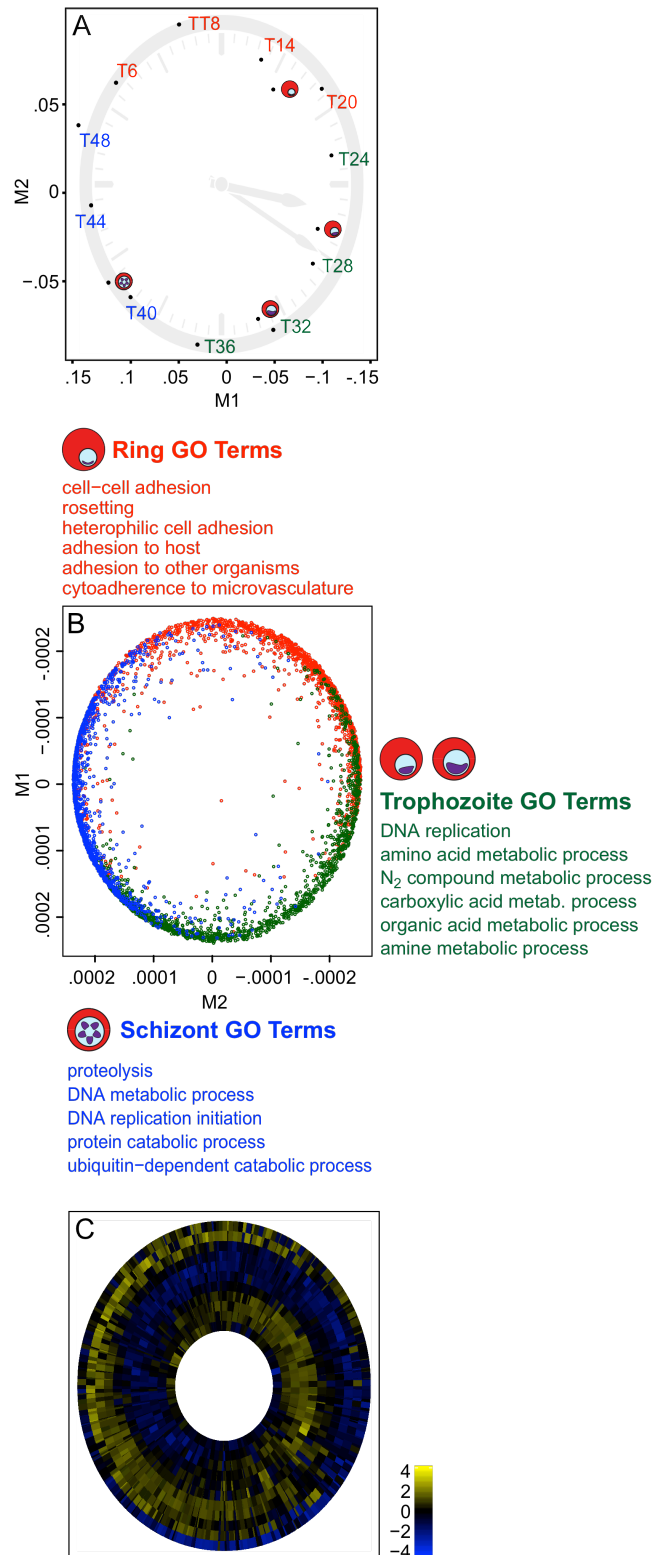 A
TT8
T14
T6
T20
.05
T48
T24
M2
0
T44
T28
−.05
T40
T32
T36
.15 .1 .05 0 −.05 −.1 -.15
M1
Ring GO Terms
cell−cell adhesion
rosetting
heterophilic cell adhesion
adhesion to host
adhesion to other organisms
cytoadherence to microvasculature
B
-.0002
-.0001
M1
0
.0001
.0002
.0002 .0001 0 −.0001 -.0002
M2
Trophozoite GO Terms
DNA replication
amino acid metabolic process
N2 compound metabolic process
carboxylic acid metab. process
organic acid metabolic process
amine metabolic process
Schizont GO Terms
proteolysis
DNA metabolic process
DNA replication initiation
protein catabolic process
ubiquitin−dependent catabolic process
C
4
2
0
−2
−4